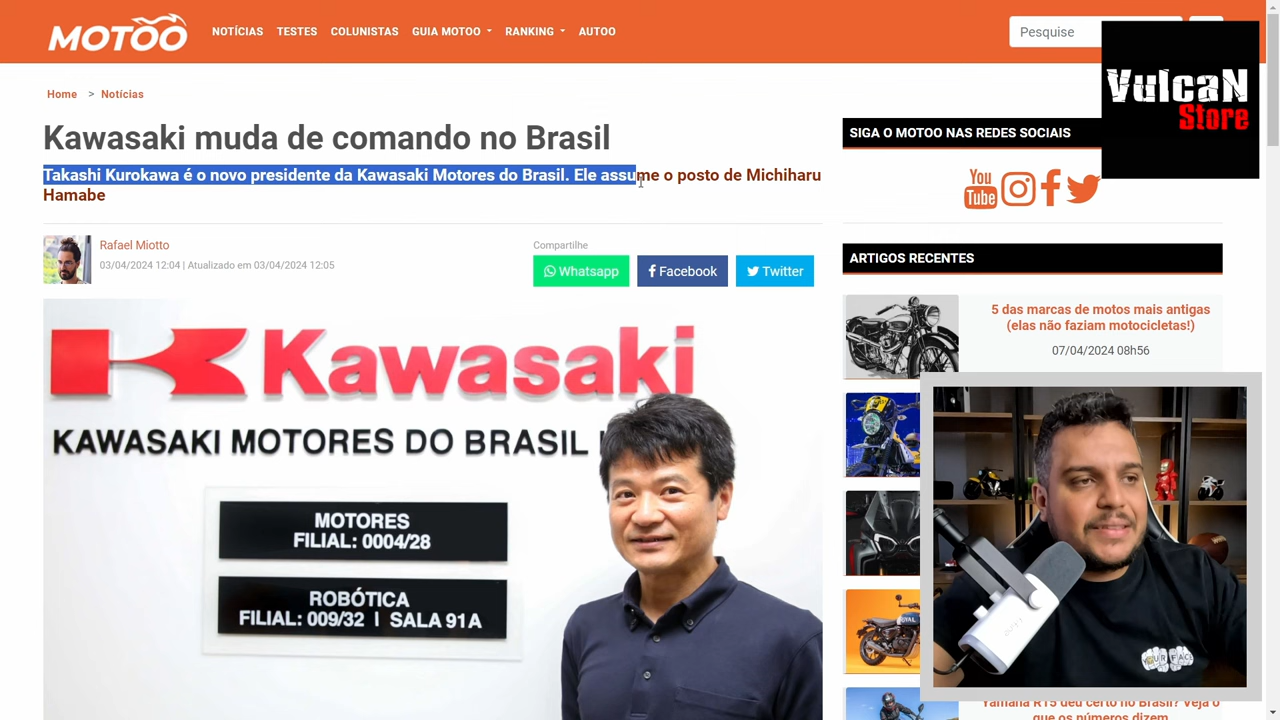 MOTOO
NOTÍCIAS TESTES COLUNISTAS GUIA MOTOO RANKING AUTOO
Pesquise
VulcaN
Store
Home > Notícias
Kawasaki muda de comando no Brasil
Takashi Kurokawa é o novo presidente da Kawasaki Motores do Brasil. Ele assume o posto de Michiharu
Hamabe
Rafael Miotto
03/04/2024 12:04 | Atualizado em 03/04/2024 12:05
Compartilhe
Whatsapp
Facebook
Twitter
Kawasaki
KAWASAKI MOTORES DO BRASIL
MOTORES
FILIAL: 0004/28
ROBÓTICA
FILIAL: 009/32 | SALA 91A
SIGA O MOTOO NAS REDES SOCIAIS
You
Tube
ARTIGOS RECENTES
5 das marcas de motos mais antigas
(elas não faziam motocicletas!)
07/04/2024 08h56
Yamaha R15 deu certo no Brasil? Veja o
que os números dizem